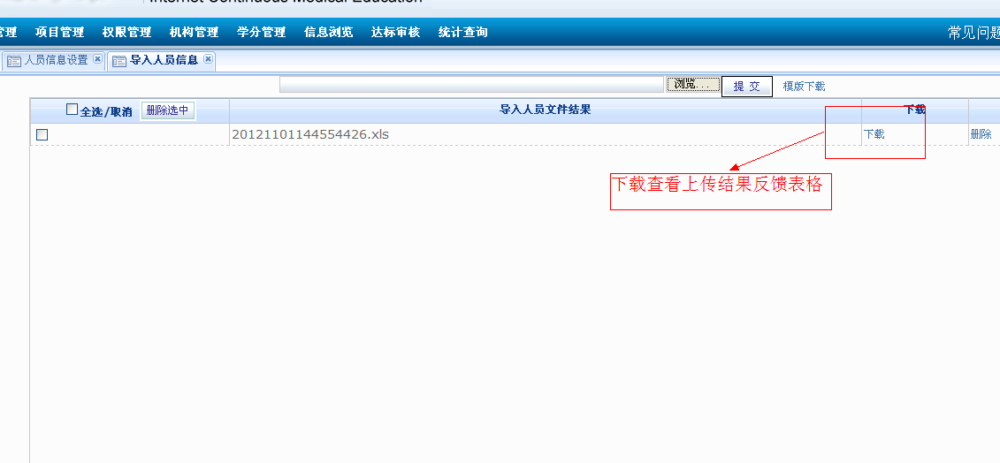 Internet Continuous Medical Education
管理 项目管理 权限管理 机构管理 学分管理 信息浏览 达标审核 统计查询 常见问题
人员信息设置 导入人员信息
浏览... 提 交 模版下载
全选/取消 删除选中 导入人员文件结果 下载
20121101144554426.xls 下载 删除
下载查看上传结果反馈表格